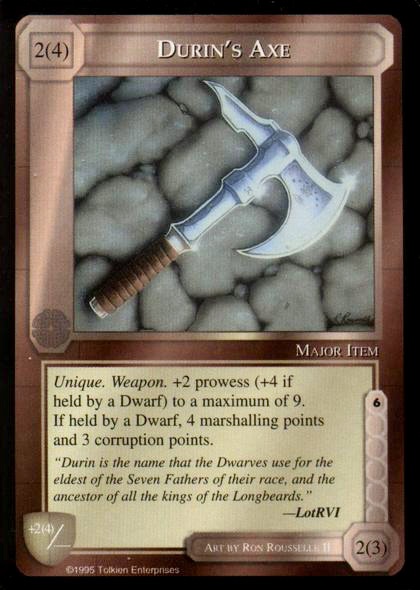 2(4)
DURIN'S AXE
MAJOR ITEM
Unique. Weapon. +2 prowess (+4 if
held by a Dwarf) to a maximum of 9.
If held by a Dwarf, 4 marshalling points
and 3 corruption points.
"Durin is the name that the Dwarves use for the
eldest of the Seven Fathers of their race, and the
ancestor of all the kings of the Longbeards."
—LotRVI
6
+2(4)/–
ART BY RON ROUSSELLE II
2(3)
©1995 Tolkien Enterprises